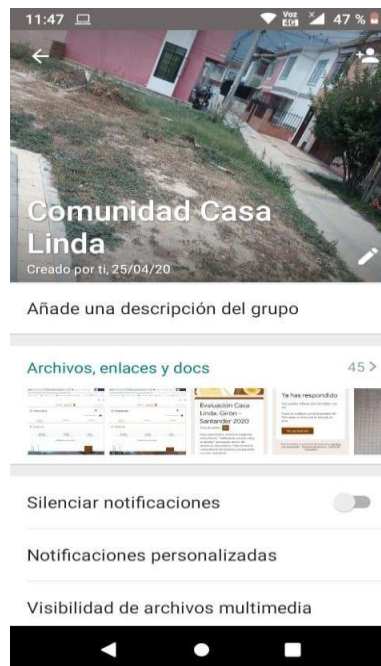 11:47
Voz
4G
47 %
Comunidad Casa
Linda
Creado por ti, 25/04/20
Añade una descripción del grupo
Archivos, enlaces y docs
45 >
Evaluación Casa
Linda, Girón -
Santander 2020
Ya has respondido
Silenciar notificaciones
Notificaciones personalizadas
Visibilidad de archivos multimedia